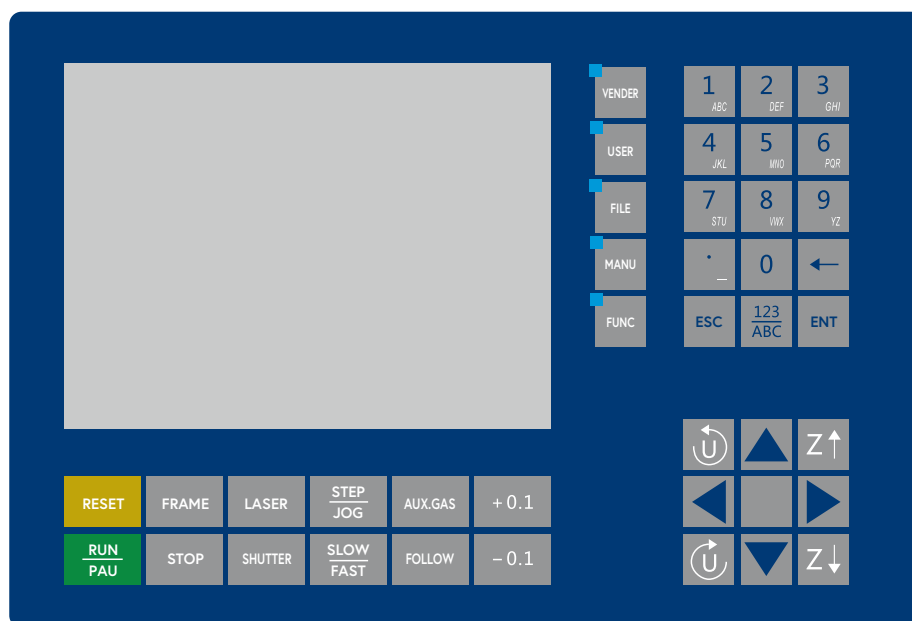 VENDER
USER
FILE
MANU
FUNC
1 2 3
ABC DEF GHI
4 5 6
JKL MNO PQR
7 8 9
STU VWX YZ
. 0 ←
_
ESC 123 ENT
ABC
U Z↑
U Z↓
RESET FRAME LASER STEP AUX.GAS +0.1
JOG
RUN STOP SHUTTER SLOW FOLLOW −0.1
PAU FAST